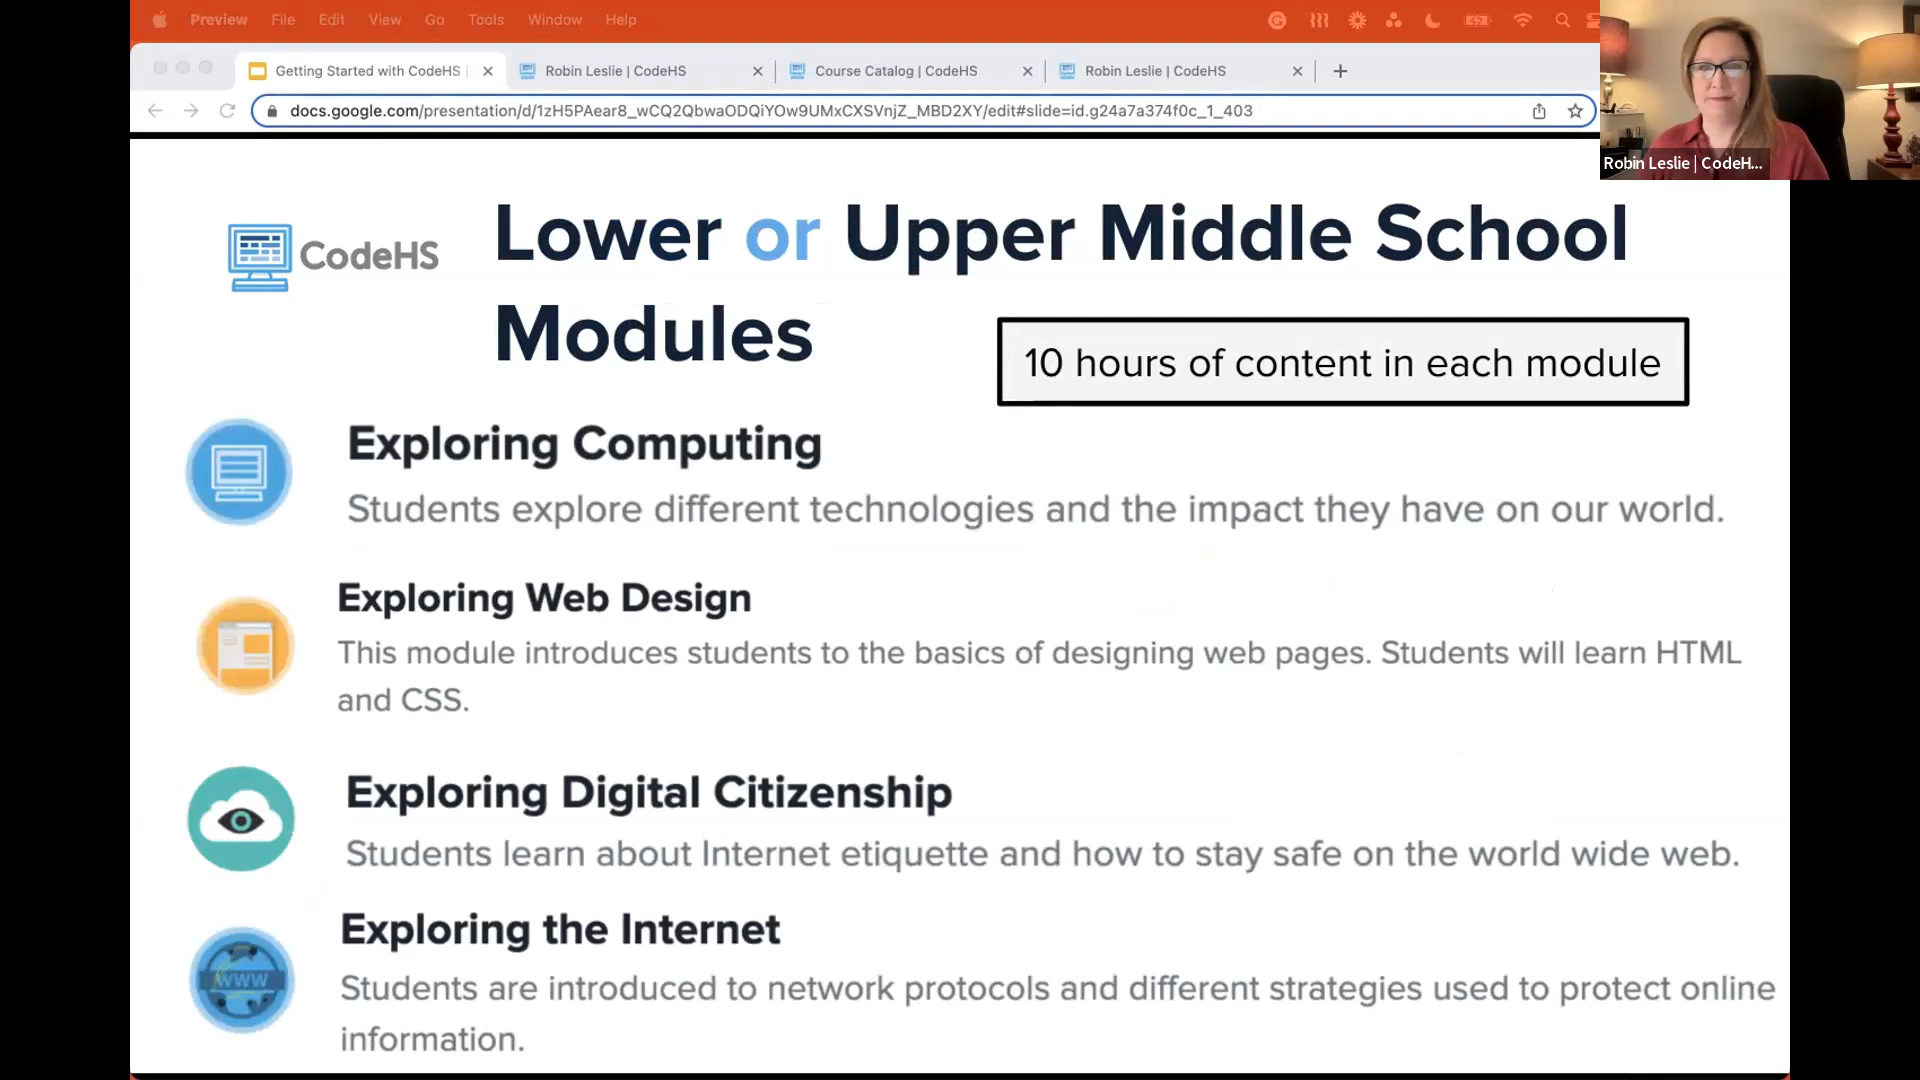 Preview File Edit View Go Tools Window Help
Getting Started with CodeHS
Robin Leslie | CodeHS
Course Catalog | CodeHS
Robin Leslie | CodeHS
docs.google.com/presentation/d/1zH5PAear8_wCQ2QbwaODQiYOw9UMxCXSVnjZ_MBD2XY/edit#slide=id.g24a7a374f0c_1_403
Robin Leslie | CodeH...
CodeHS
Lower or Upper Middle School
Modules
10 hours of content in each module
Exploring Computing
Students explore different technologies and the impact they have on our world.
Exploring Web Design
This module introduces students to the basics of designing web pages. Students will learn HTML
and CSS.
Exploring Digital Citizenship
Students learn about Internet etiquette and how to stay safe on the world wide web.
Exploring the Internet
WWW
Students are introduced to network protocols and different strategies used to protect online
information.